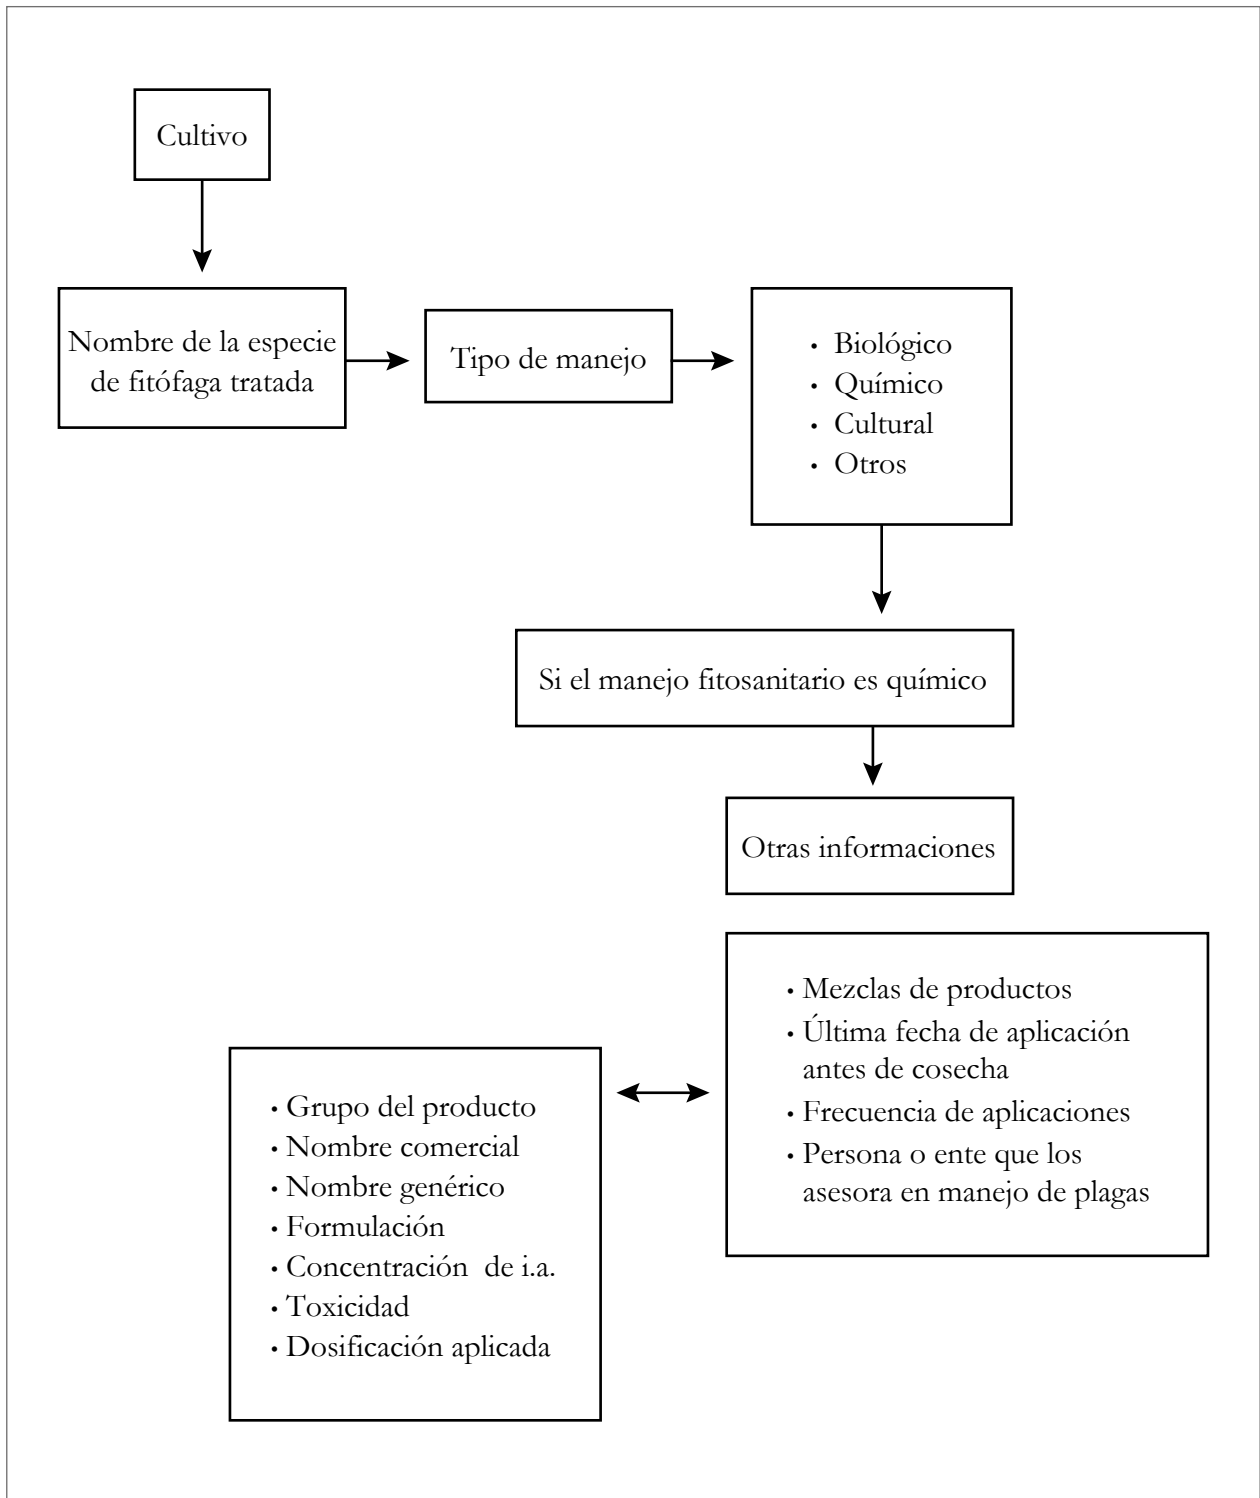 Cultivo
Nombre de la especie
de fitófaga tratada
Tipo de manejo
• Biológico
• Químico
• Cultural
• Otros
Si el manejo fitosanitario es químico
Otras informaciones
• Mezclas de productos
• Última fecha de aplicación
antes de cosecha
• Frecuencia de aplicaciones
• Persona o ente que los
asesora en manejo de plagas
• Grupo del producto
• Nombre comercial
• Nombre genérico
• Formulación
• Concentración de i.a.
• Toxicidad
• Dosificación aplicada